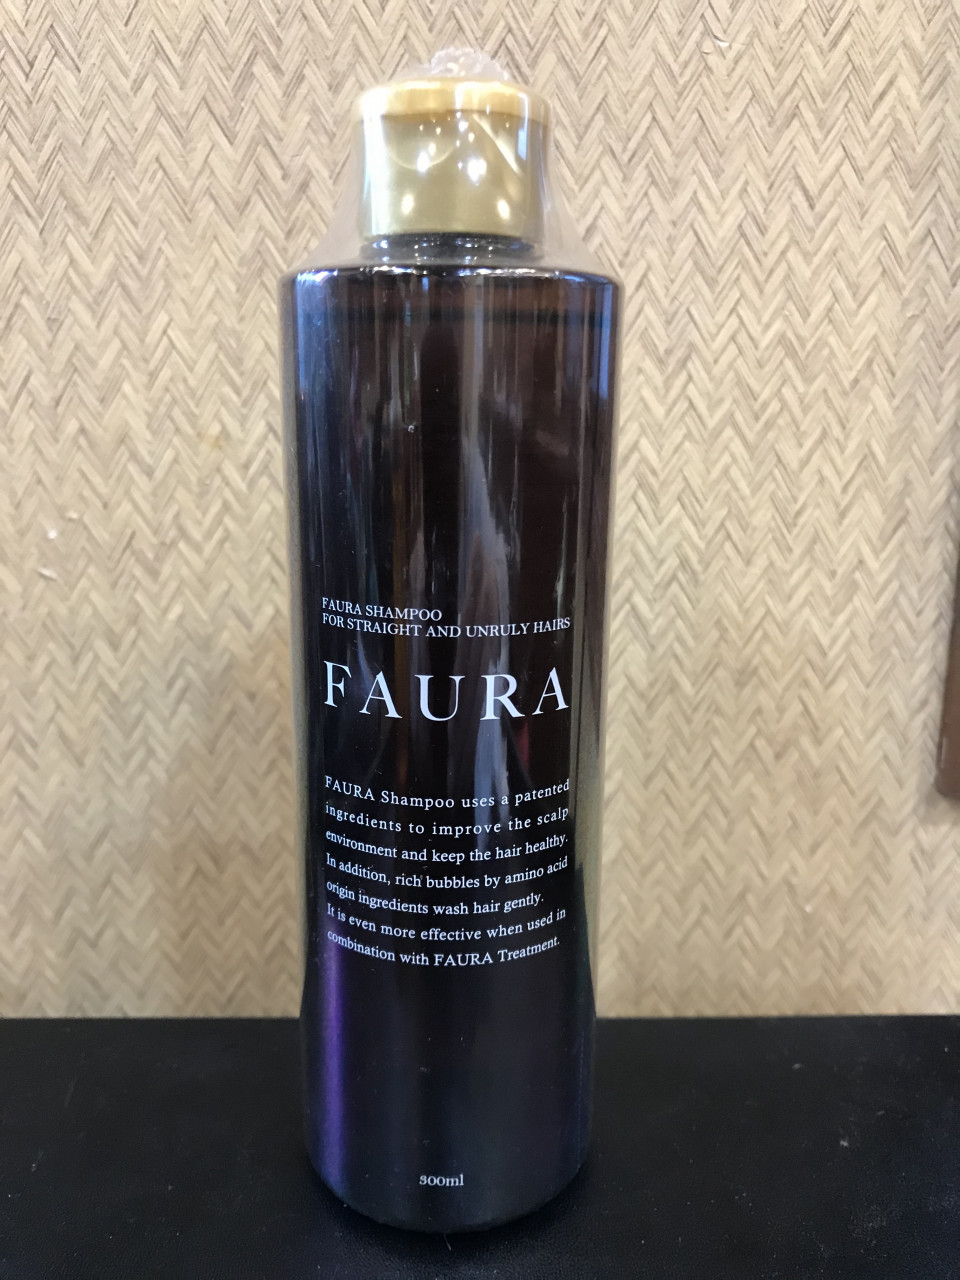 FAURA SHAMPOO
FOR STRAIGHT AND UNRULY HAIRS
FAURA
FAURA Shampoo uses a patented
ingredients to improve the scalp
environment and keep the hair healthy.
In addition, rich bubbles by amino acid
origin ingredients wash hair gently.
It is even more effective when used in
combination with FAURA Treatment.
300ml